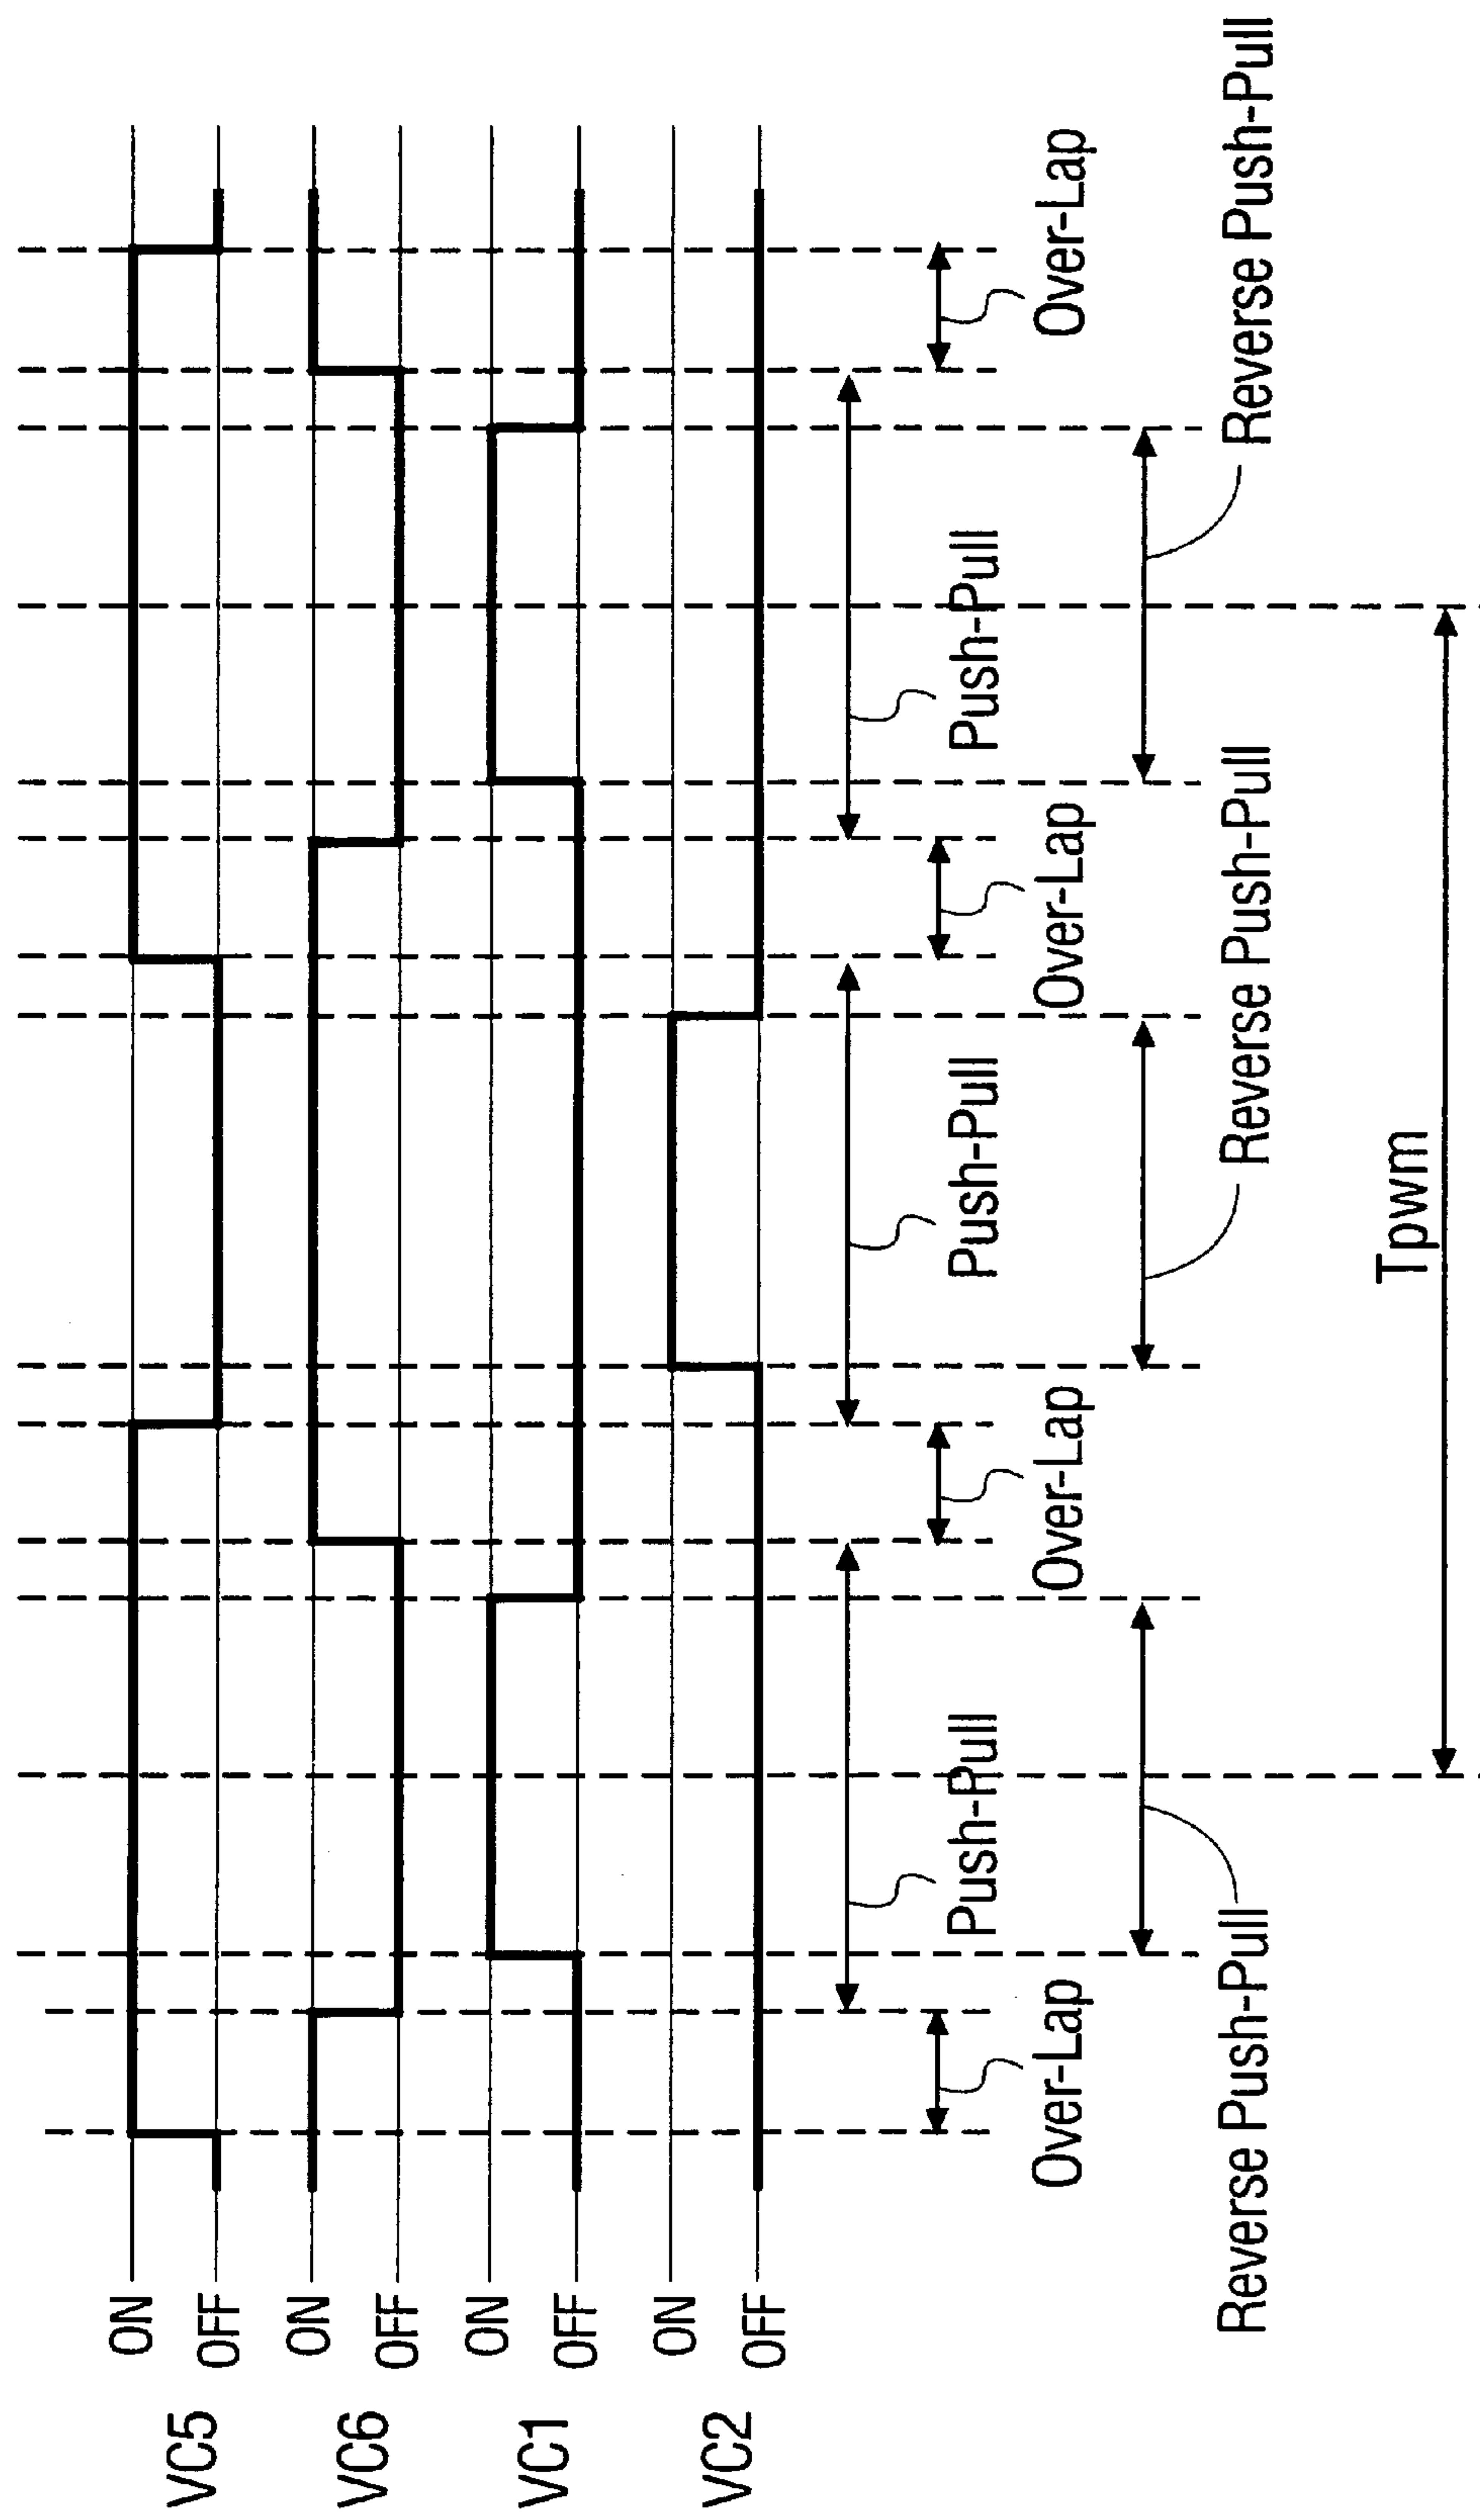 VC5
ON
OFF
VC6
ON
OFF
VC1
ON
OFF
VC2
ON
OFF
Push-Pull
Push-Pull
Push-Pull
Over-Lap
Over-Lap
Over-Lap
Over-Lap
Reverse Push-Pull
Reverse Push-Pull
Reverse Push-Pull
Tpwm